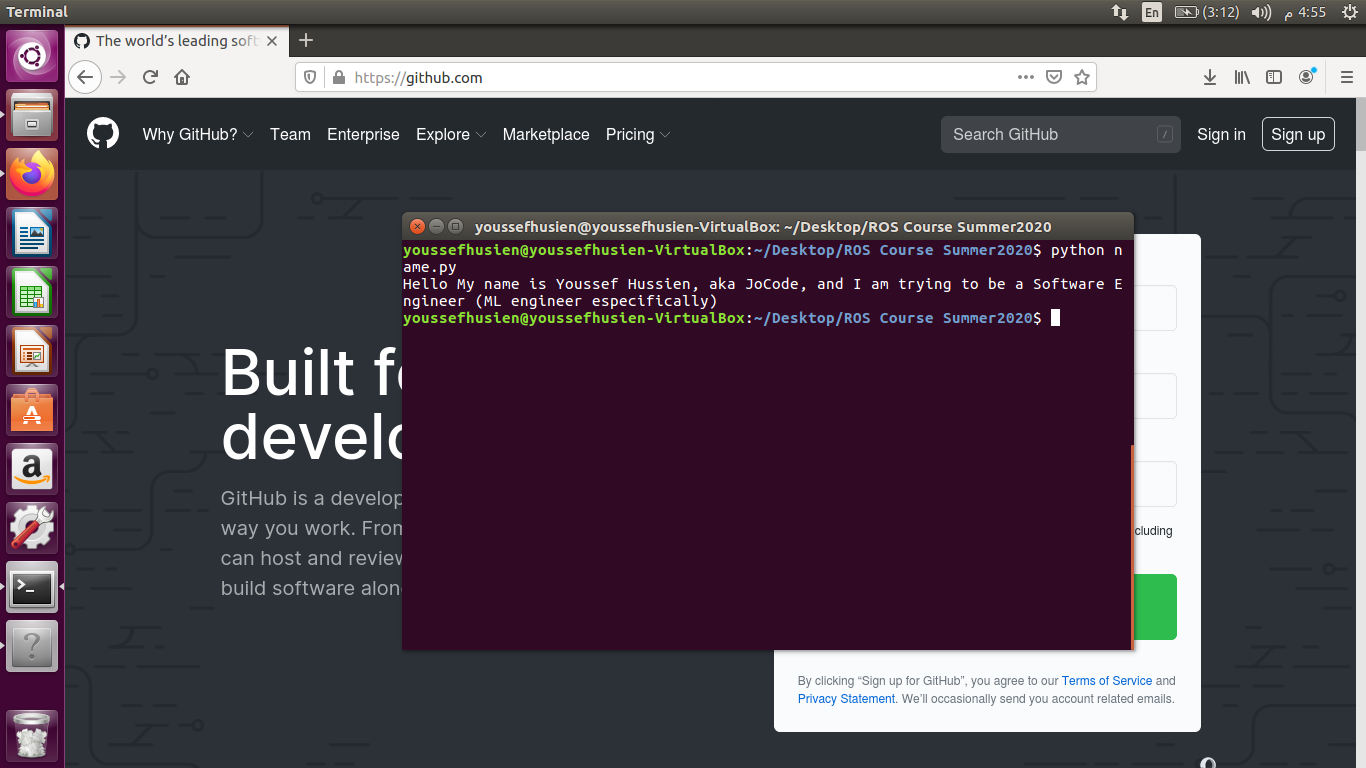 Terminal
En
(3:12)
4:55 م
The world's leading soft
https://github.com
Why GitHub?
Team
Enterprise
Explore
Marketplace
Pricing
Search GitHub
/
Sign in
Sign up
youssefhusien@youssefhusien-VirtualBox: ~/Desktop/ROS Course Summer2020
youssefhusien@youssefhusien-VirtualBox:~/Desktop/ROS Course Summer2020$ python n
ame.py
Hello My name is Youssef Hussien, aka JoCode, and I am trying to be a Software E
ngineer (ML engineer especifically)
youssefhusien@youssefhusien-VirtualBox:~/Desktop/ROS Course Summer2020$
Built f
develo
GitHub is a develop
way you work. From
can host and review
build software alon
cluding
By clicking “Sign up for GitHub”, you agree to our Terms of Service and
Privacy Statement. We’ll occasionally send you account related emails.